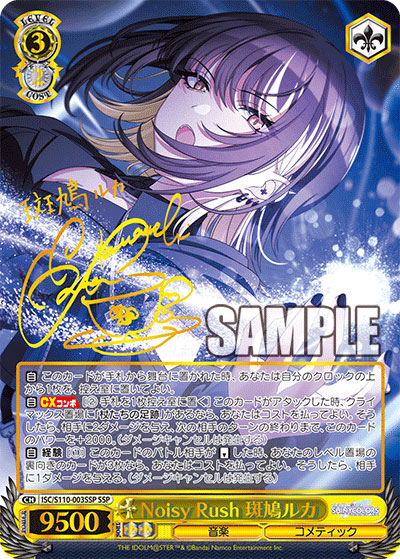 LEVEL
3
2
COST
斑鳩ルカ
SAMPLE
自 このカードが手札から舞台に置かれた時、あなたは自分のクロックの上から1枚を、控え室に置いてよい。
自 CXコンボ [② 手札を1枚控え室に置く] このカードがアタックした時、クライマックス置場に「枚たちの足跡」があるなら、あなたはコストを払ってよい。そうしたら、相手に2ダメージを与え、次の相手のターンの終わりまで、このカードのパワーを+2000。(ダメージキャンセルは発生する)
自 経験 [②] このカードのバトル相手が
した時、あなたのレベル置場の裏向きのカードが3枚なら、あなたはコストを払ってよい。そうしたら、相手に1ダメージを与える。(ダメージキャンセルは発生する)
CH ISC/S110-003SSP SSP
Noisy Rush 斑鳩ルカ
POWER
9500
SOUL
音楽
コメティック
SHINYCOLORS
THE IDOLM@STER™& ©Bandai Namco Entertainment Inc.